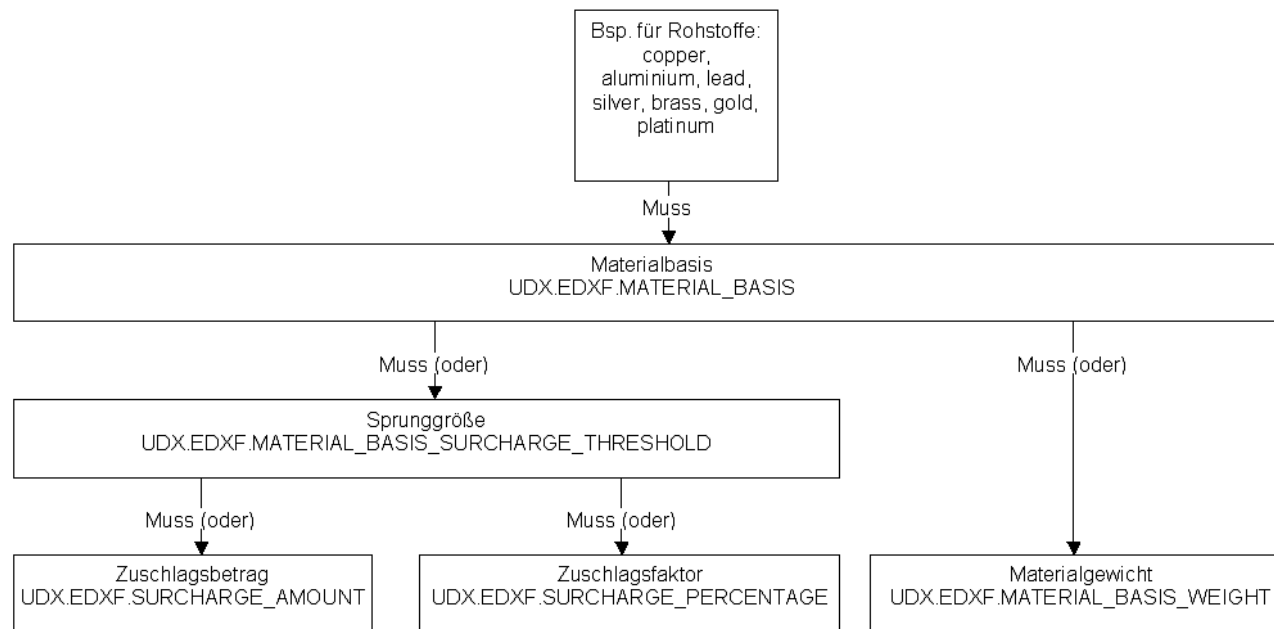 Bsp. für Rohstoffe:
copper,
aluminium, lead,
silver, brass, gold,
platinum
Muss
Materialbasis
UDX.EDXF.MATERIAL_BASIS
Muss (oder)
Muss (oder)
Sprunggröße
UDX.EDXF.MATERIAL_BASIS_SURCHARGE_THRESHOLD
Muss (oder)
Muss (oder)
Zuschlagsbetrag
UDX.EDXF.SURCHARGE_AMOUNT
Zuschlagsfaktor
UDX.EDXF.SURCHARGE_PERCENTAGE
Materialgewicht
UDX.EDXF.MATERIAL_BASIS_WEIGHT